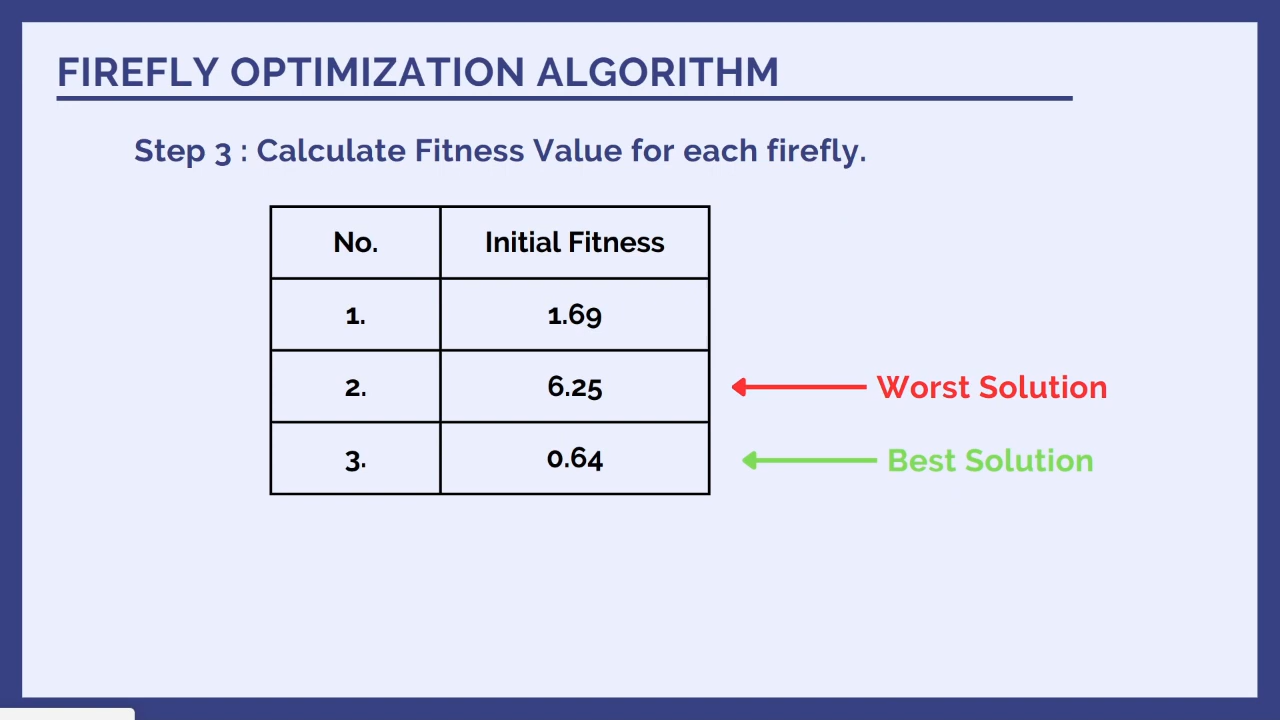 FIREFLY OPTIMIZATION ALGORITHM
Step 3 : Calculate Fitness Value for each firefly.
No. Initial Fitness
1. 1.69
2. 6.25 Worst Solution
3. 0.64 Best Solution